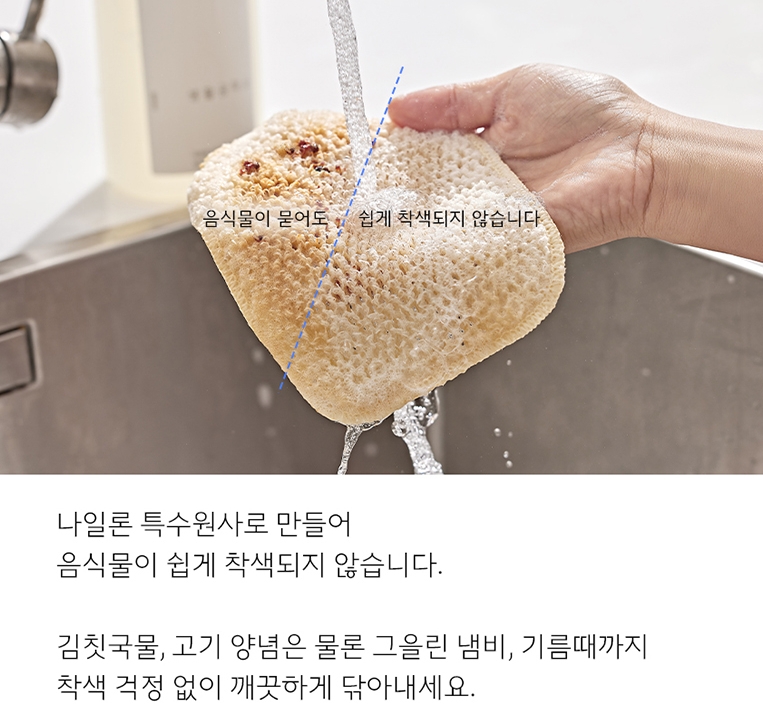 음식물이 묻어도 쉽게 착색되지 않습니다
나일론 특수원사로 만들어
음식물이 쉽게 착색되지 않습니다.
김칫국물, 고기 양념은 물론 그을린 냄비, 기름때까지
착색 걱정 없이 깨끗하게 닦아내세요.